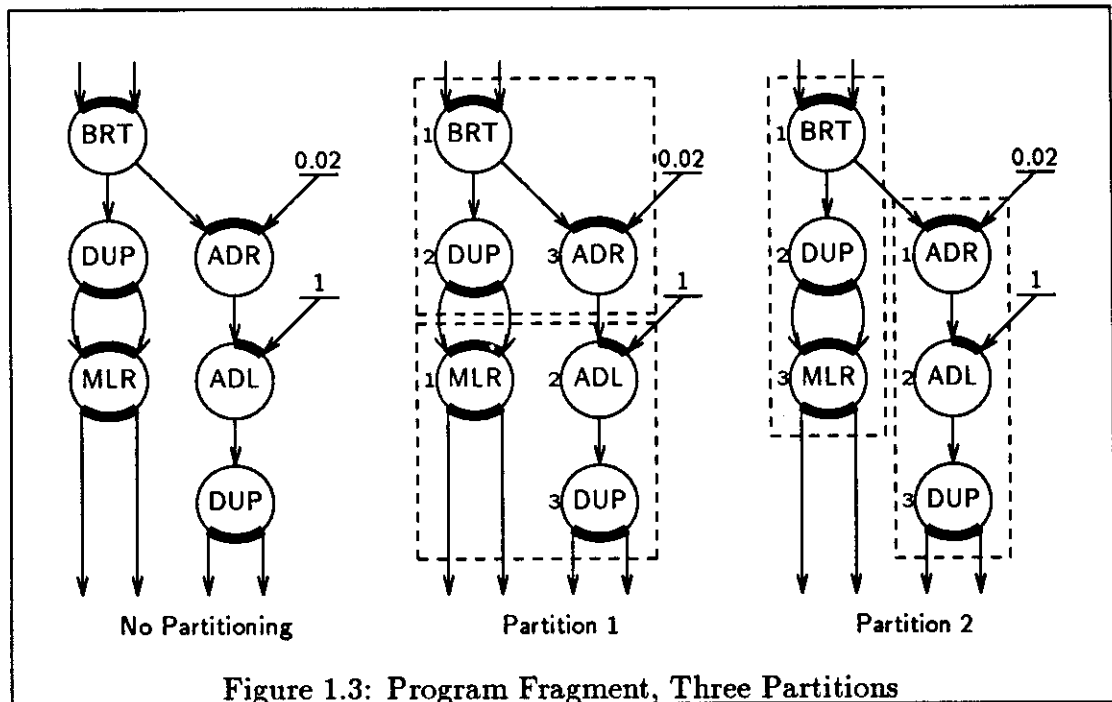 BRT
0.02
DUP
ADR
1
MLR
ADL
DUP
No Partitioning
1 BRT
0.02
2 DUP
3 ADR
1
1 MLR
2 ADL
3 DUP
Partition 1
1 BRT
0.02
2 DUP
1 ADR
1
3 MLR
2 ADL
3 DUP
Partition 2
Figure 1.3: Program Fragment, Three Partitions